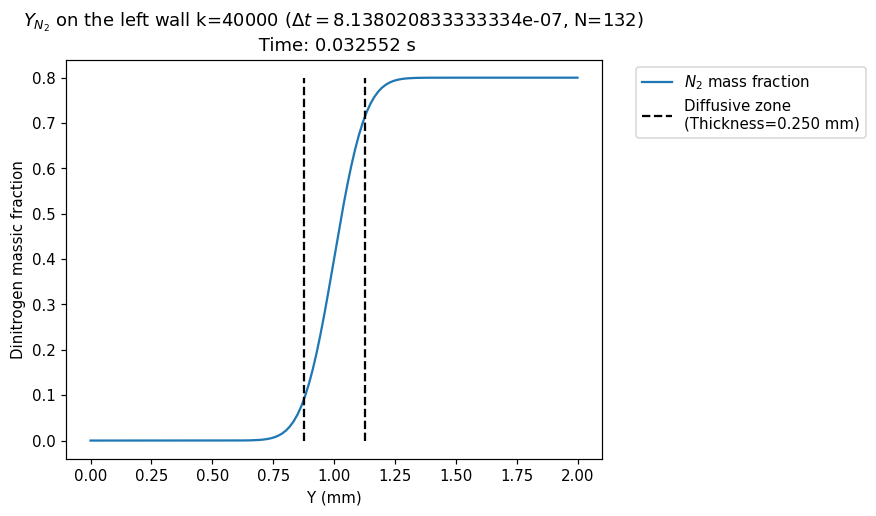 Y_{N_2} on the left wall k=40000 (Δt = 8.138020833333334e-07, N=132)
Time: 0.032552 s
N_2 mass fraction
Diffusive zone
(Thickness=0.250 mm)
Dinitrogen massic fraction
0.8
0.7
0.6
0.5
0.4
0.3
0.2
0.1
0.0
0.00 0.25 0.50 0.75 1.00 1.25 1.50 1.75 2.00
Y (mm)